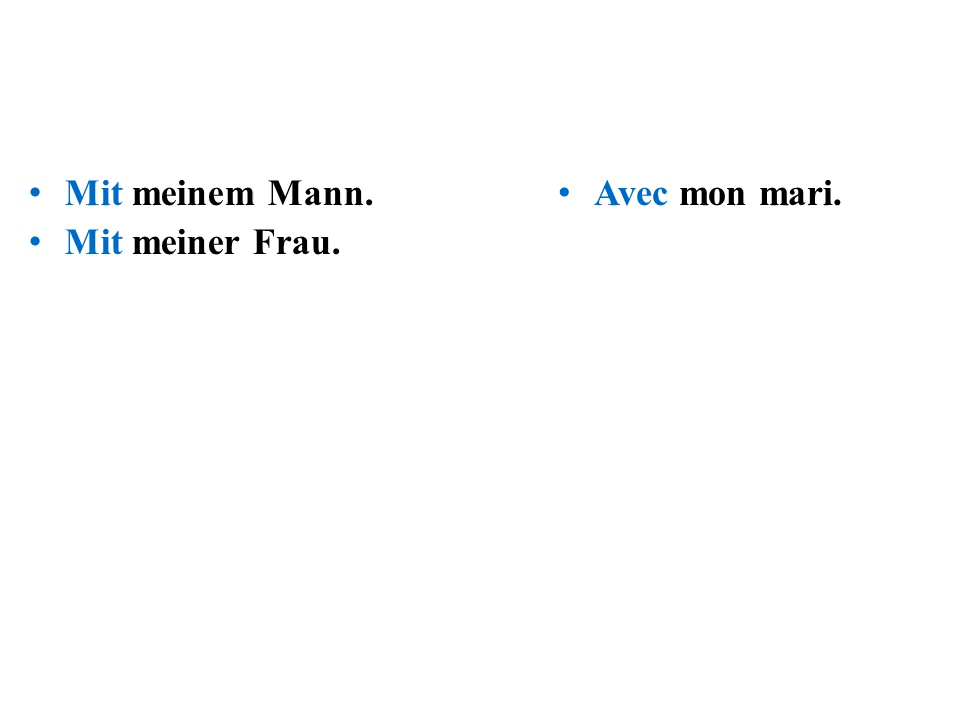 • Mit meinem Mann.
• Mit meiner Frau.
• Avec mon mari.